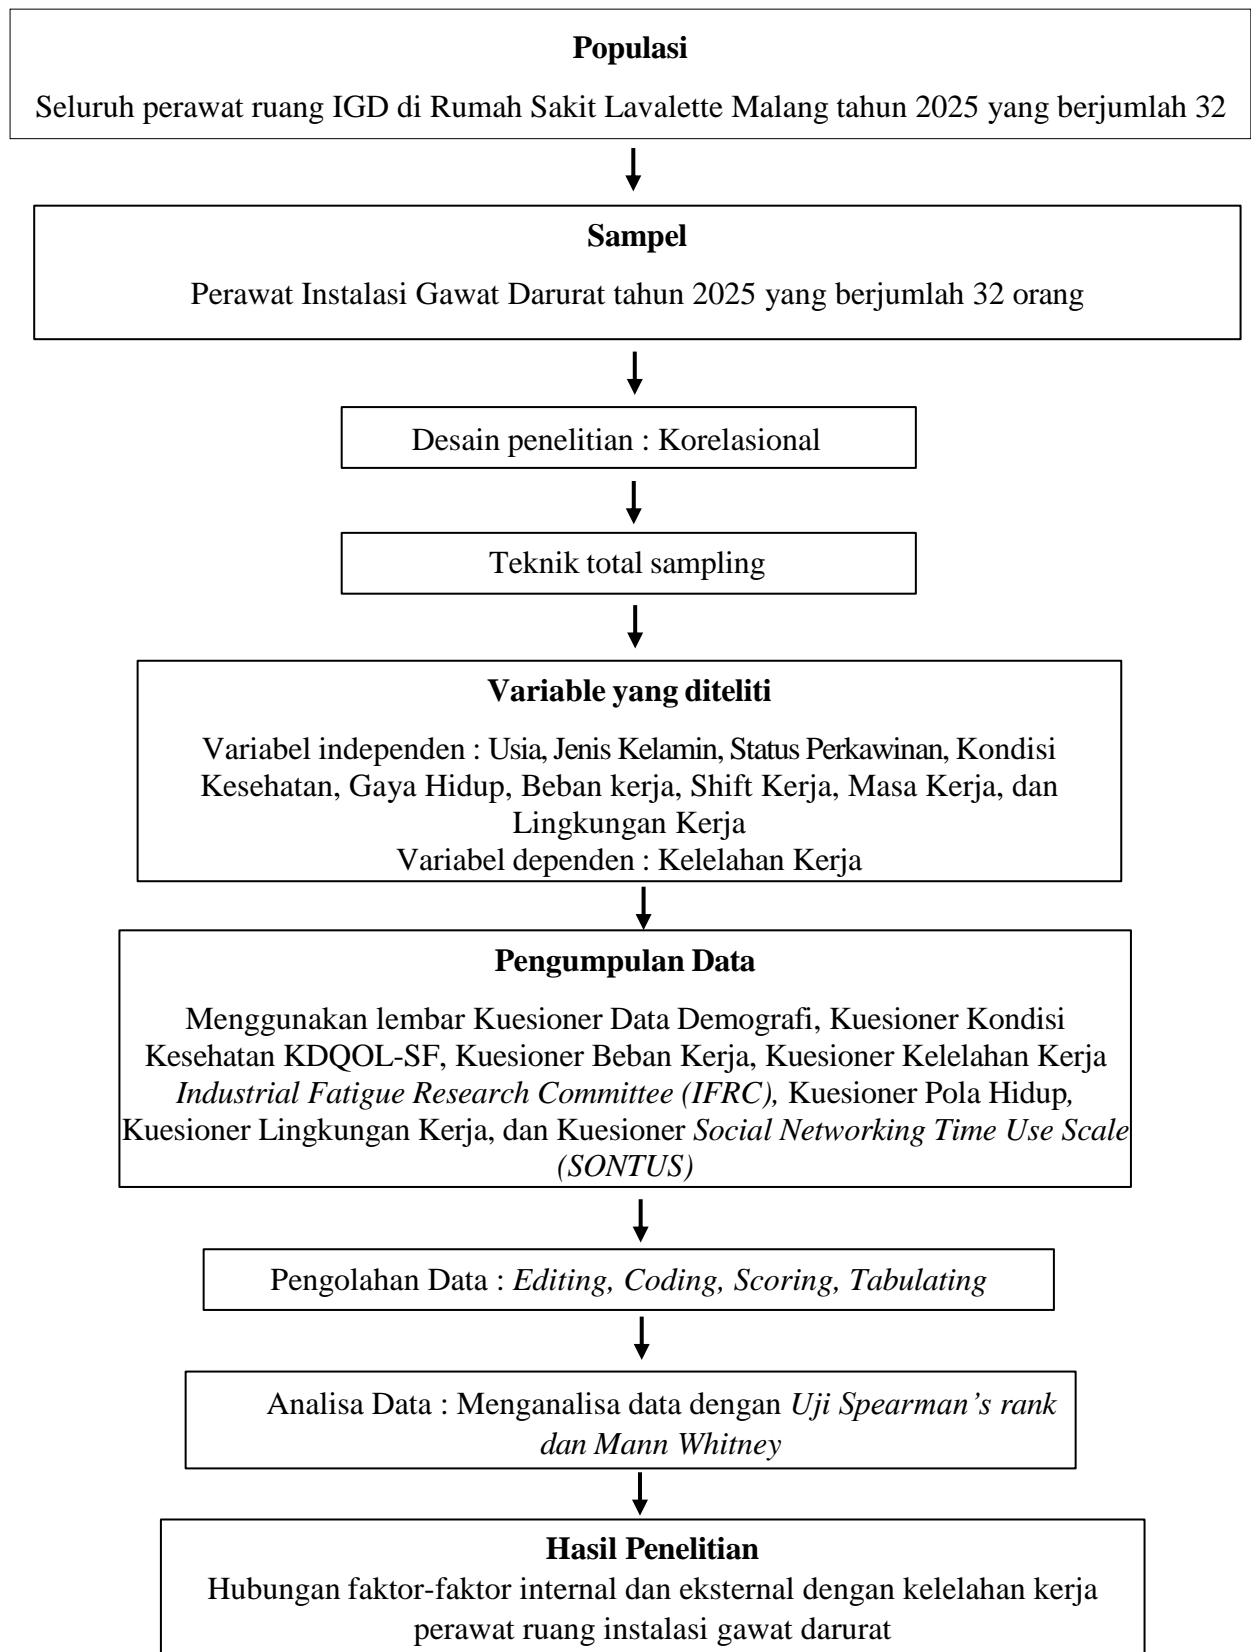 Populasi
Seluruh perawat ruang IGD di Rumah Sakit Lavalette Malang tahun 2025 yang berjumlah 32
Sampel
Perawat Instalasi Gawat Darurat tahun 2025 yang berjumlah 32 orang
Desain penelitian : Korelasional
Teknik total sampling
Variable yang diteliti
Variabel independen : Usia, Jenis Kelamin, Status Perkawinan, Kondisi
Kesehatan, Gaya Hidup, Beban kerja, Shift Kerja, Masa Kerja, dan
Lingkungan Kerja
Variabel dependen : Kelelahan Kerja
Pengumpulan Data
Menggunakan lembar Kuesioner Data Demografi, Kuesioner Kondisi
Kesehatan KDQOL-SF, Kuesioner Beban Kerja, Kuesioner Kelelahan Kerja
Industrial Fatigue Research Committee (IFRC), Kuesioner Pola Hidup,
Kuesioner Lingkungan Kerja, dan Kuesioner Social Networking Time Use Scale
(SONTUS)
Pengolahan Data : Editing, Coding, Scoring, Tabulating
Analisa Data : Menganalisa data dengan Uji Spearman’s rank
dan Mann Whitney
Hasil Penelitian
Hubungan faktor-faktor internal dan eksternal dengan kelelahan kerja
perawat ruang instalasi gawat darurat